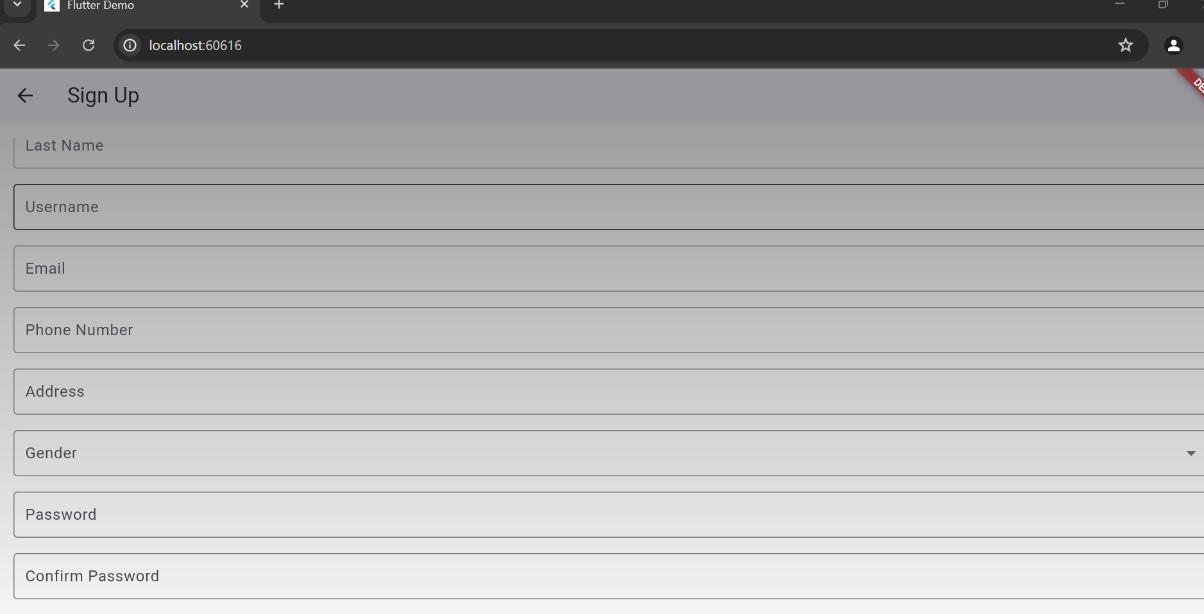 Flutter Demo
localhost:60616
Sign Up
Last Name
Username
Email
Phone Number
Address
Gender
Password
Confirm Password